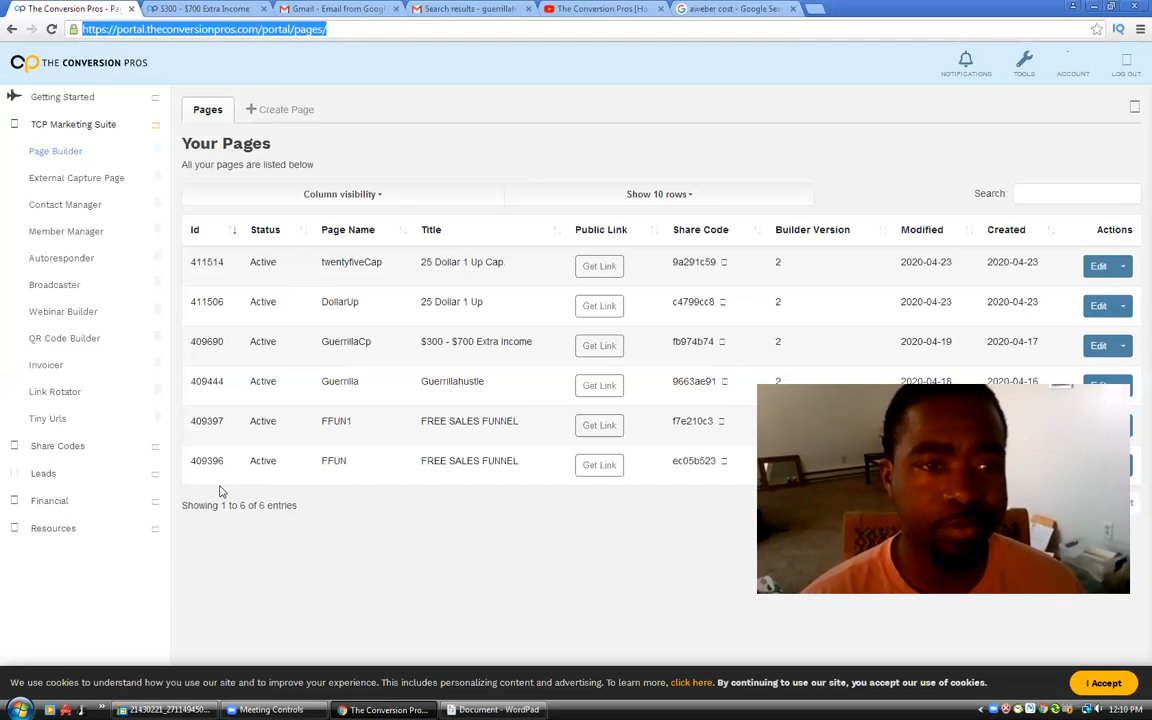 The Conversion Pros - Pa
$300 - $700 Extra Income
Gmail - Email from Googl
Search results - guerrillah
The Conversion Pros [Ho
aweber cost - Google Sea
https://portal.theconversionpros.com/portal/pages/
THE CONVERSION PROS
NOTIFICATIONS
TOOLS
ACCOUNT
LOG OUT
Getting Started
TCP Marketing Suite
Page Builder
External Capture Page
Contact Manager
Member Manager
Autoresponder
Broadcaster
Webinar Builder
QR Code Builder
Invoicer
Link Rotator
Tiny Urls
Share Codes
Leads
Financial
Resources
Pages
+ Create Page
Your Pages
All your pages are listed below
Column visibility
Show 10 rows
Search:
Id Status Page Name Title Public Link Share Code Builder Version Modified Created Actions
411514 Active twentyfiveCap 25 Dollar 1 Up Cap. Get Link 9a291c59 2 2020-04-23 2020-04-23 Edit
411506 Active DollarUp 25 Dollar 1 Up Get Link c4799cc8 2 2020-04-23 2020-04-23 Edit
409690 Active GuerrillaCp $300 - $700 Extra Income Get Link fb974b74 2 2020-04-19 2020-04-17 Edit
409444 Active Guerrilla Guerrillahustle Get Link 9663ae91 2 2020-04-18 2020-04-16 Edit
409397 Active FFUN1 FREE SALES FUNNEL Get Link f7e210c3
409396 Active FFUN FREE SALES FUNNEL Get Link ec05b523
Showing 1 to 6 of 6 entries
We use cookies to understand how you use our site and to improve your experience. This includes personalizing content and advertising. To learn more, click here. By continuing to use our site, you accept our use of cookies.
I Accept
21430221_271149450...
Meeting Controls
The Conversion Pro...
Document - WordPad
12:10 PM